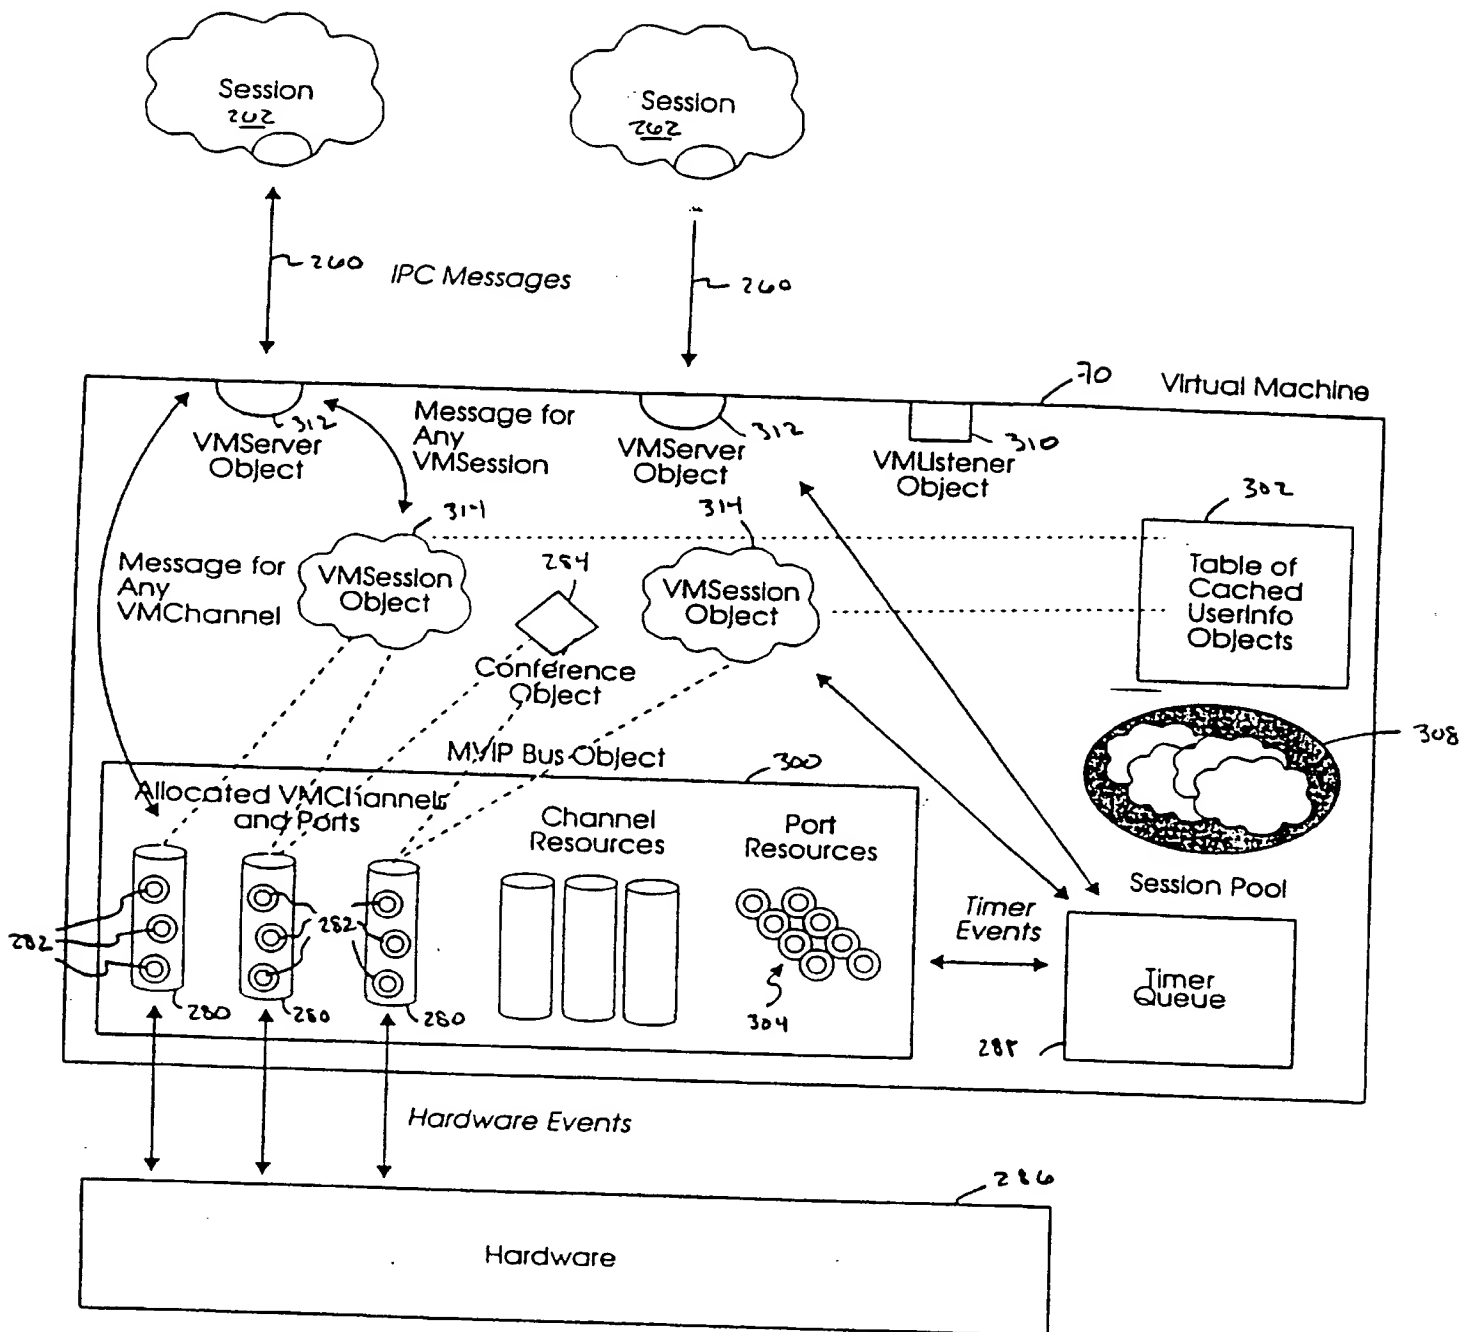 Session
262
Session
262
260
IPC Messages
260
70
Virtual Machine
312
VMServer
Object
Message for
Any
VMSession
312
VMServer
Object
310
VMListener
Object
302
314
314
Message for
Any
VMChannel
VMSession
Object
284
VMSession
Object
Table of
Cached
UserInfo
Objects
Conference
Object
308
MVIP Bus Object
300
Allocated VMChannels
and Ports
Channel
Resources
Port
Resources
Session Pool
Timer
Events
282
282
Timer
Queue
280
280
280
304
288
Hardware Events
286
Hardware